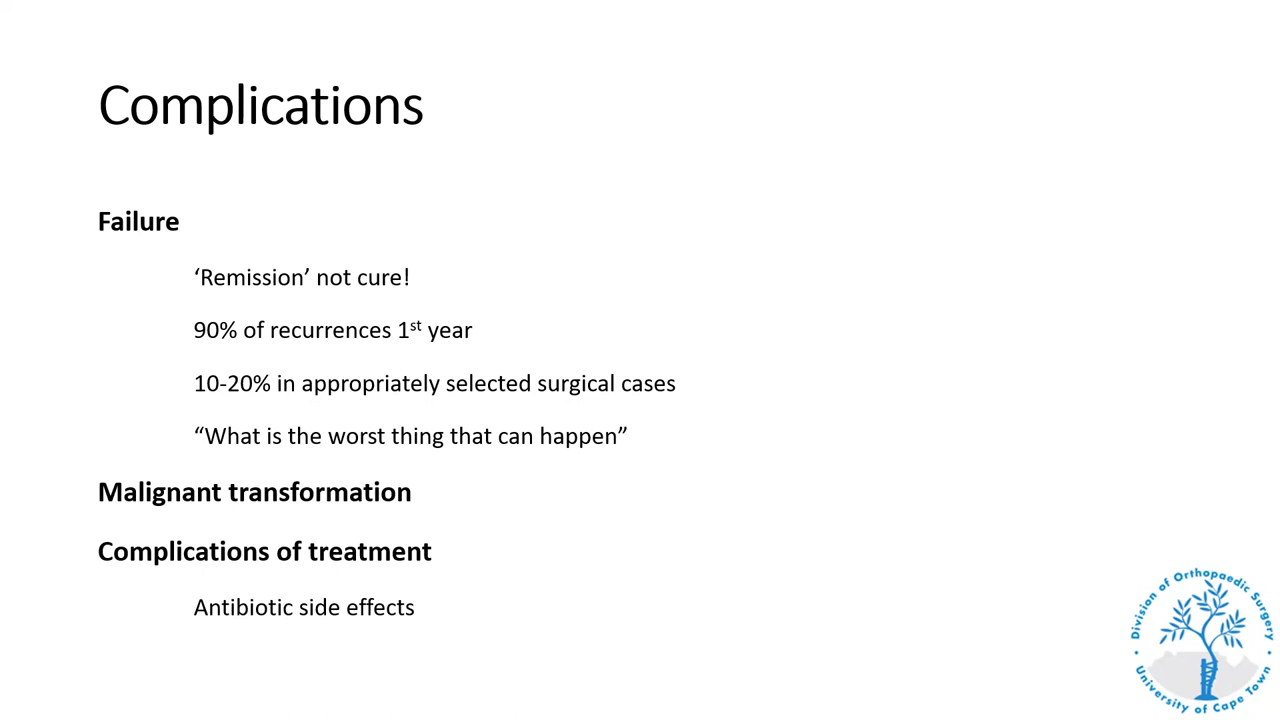 Complications
Failure
‘Remission’ not cure!
90% of recurrences 1st year
10-20% in appropriately selected surgical cases
“What is the worst thing that can happen”
Malignant transformation
Complications of treatment
Antibiotic side effects
Division of Orthopaedic Surgery
• University of Cape Town •